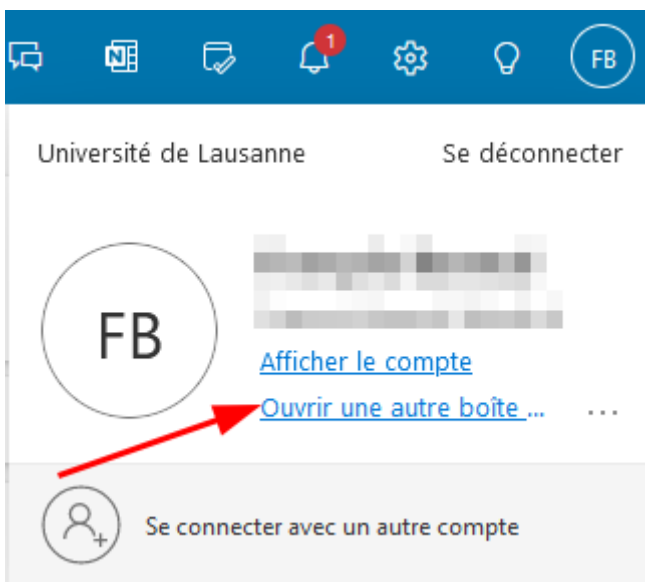 1
FB
Université de Lausanne Se déconnecter
FB
Afficher le compte
Ouvrir une autre boîte ... ...
Se connecter avec un autre compte